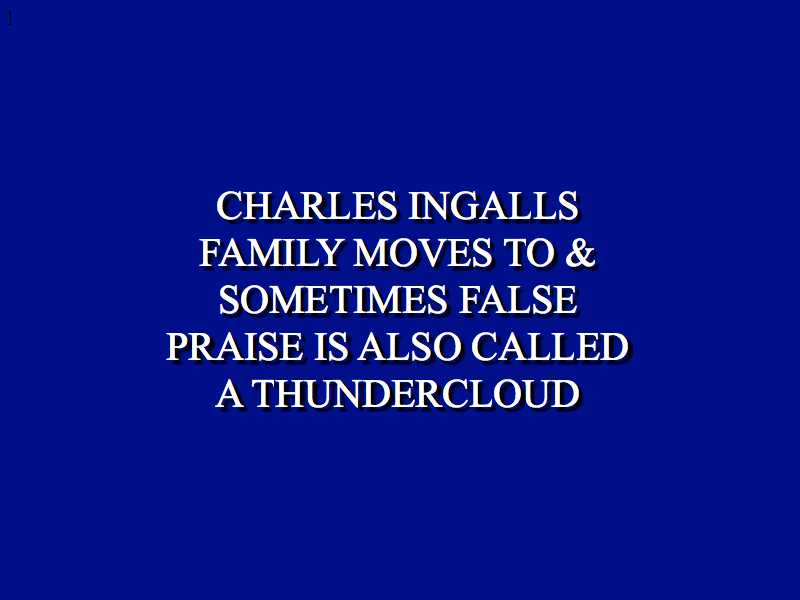 1
CHARLES INGALLS
FAMILY MOVES TO &
SOMETIMES FALSE
PRAISE IS ALSO CALLED
A THUNDERCLOUD